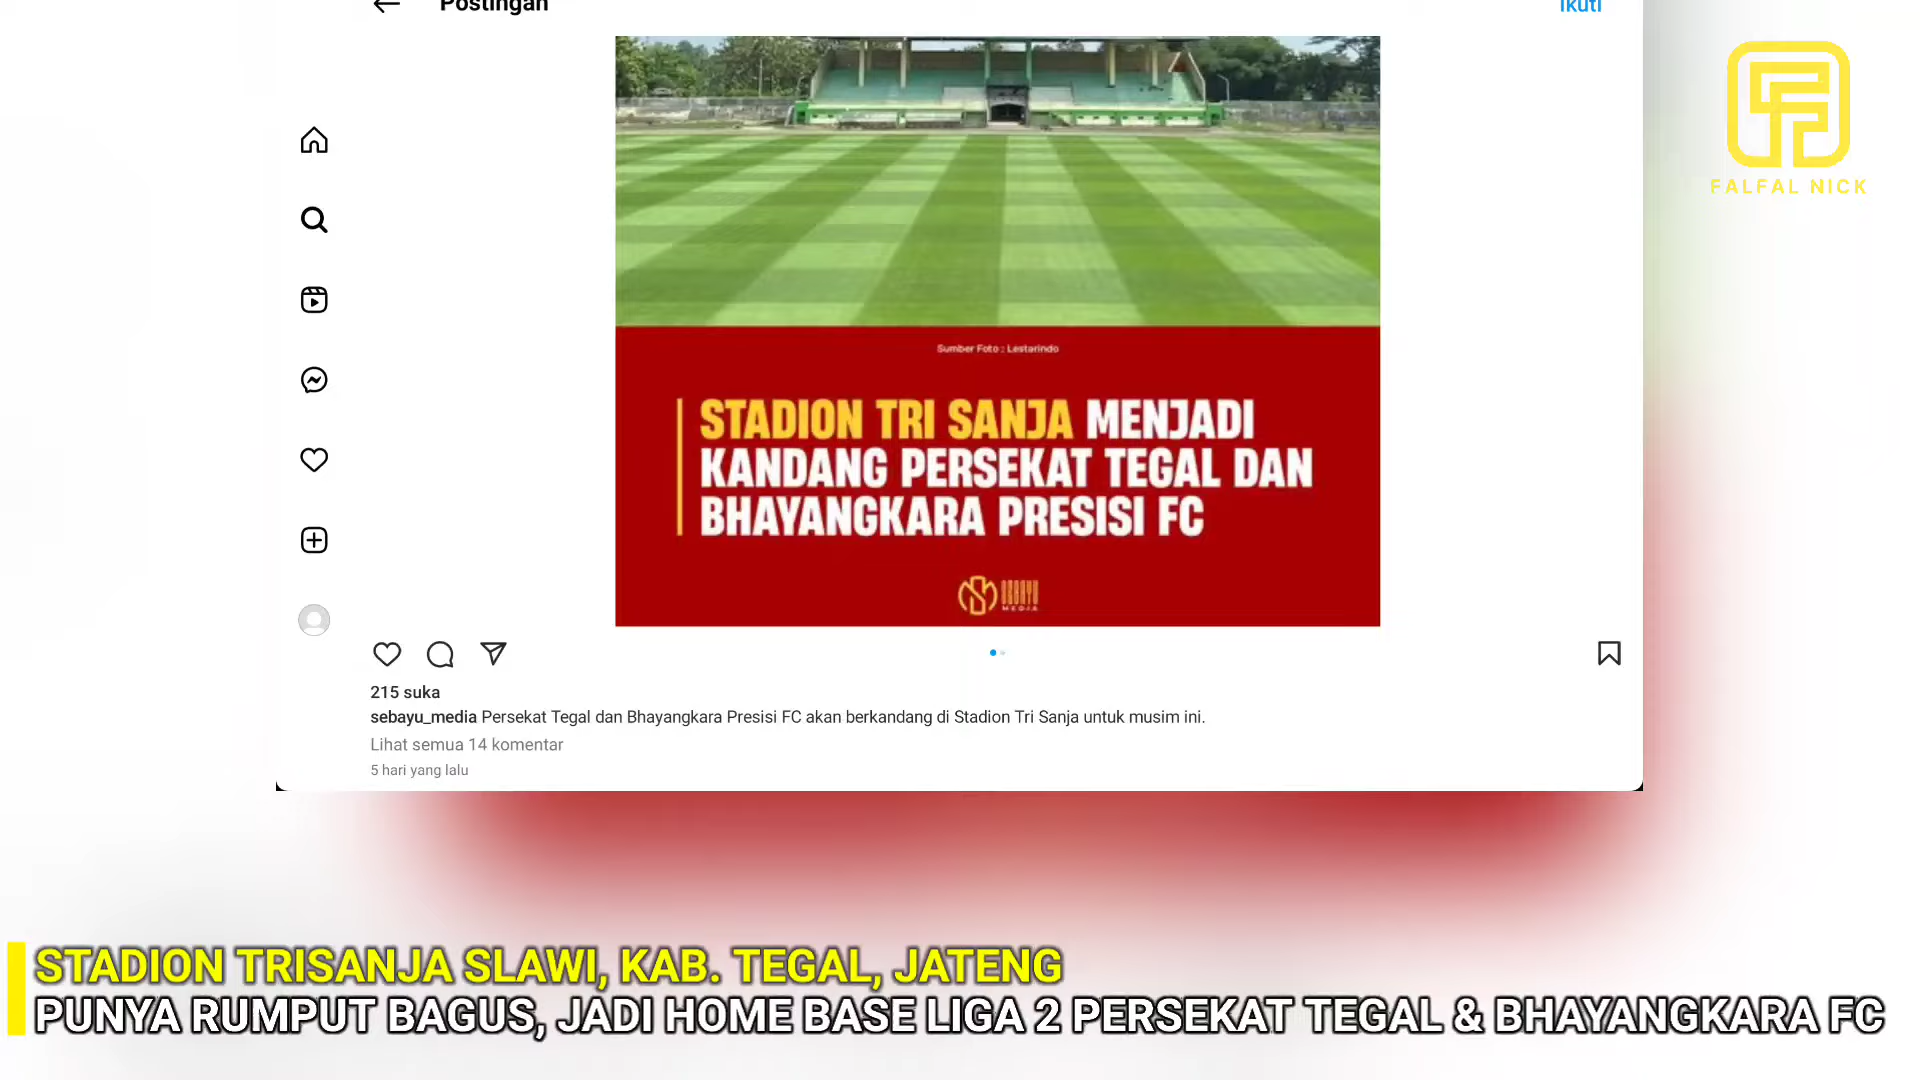 Postingan
Ikuti
FALFAL NICK
Sumber Foto : Lestarindo
STADION TRI SANJA MENJADI
KANDANG PERSEKAT TEGAL DAN
BHAYANGKARA PRESISI FC
SEBAYU
MEDIA
215 suka
sebayu_media Persekat Tegal dan Bhayangkara Presisi FC akan berkandang di Stadion Tri Sanja untuk musim ini.
Lihat semua 14 komentar
5 hari yang lalu
STADION TRISANJA SLAWI, KAB. TEGAL, JATENG
PUNYA RUMPUT BAGUS, JADI HOME BASE LIGA 2 PERSEKAT TEGAL & BHAYANGKARA FC